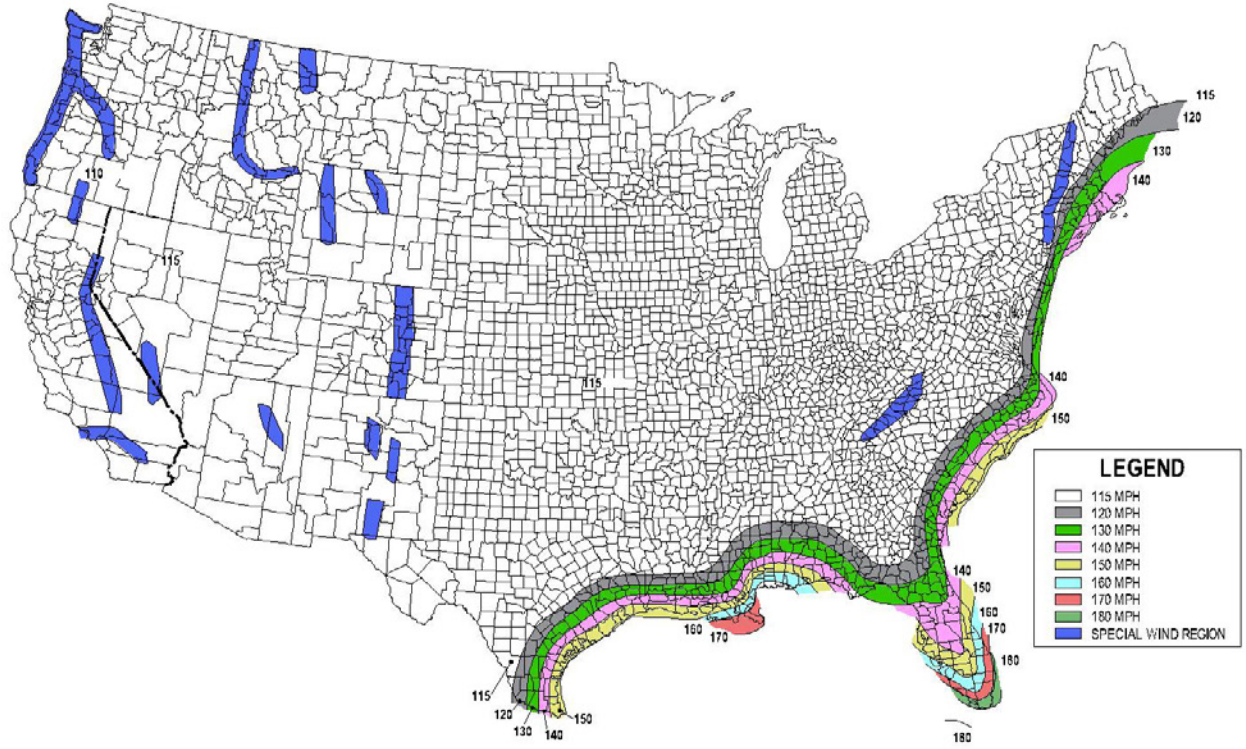 115
120
130
140
110
115
115
140
150
LEGEND
115 MPH
120 MPH
130 MPH
140 MPH
150 MPH
160 MPH
170 MPH
180 MPH
SPECIAL WIND REGION
140
150
160
170
180
160
170
115
120
130
140
150
180